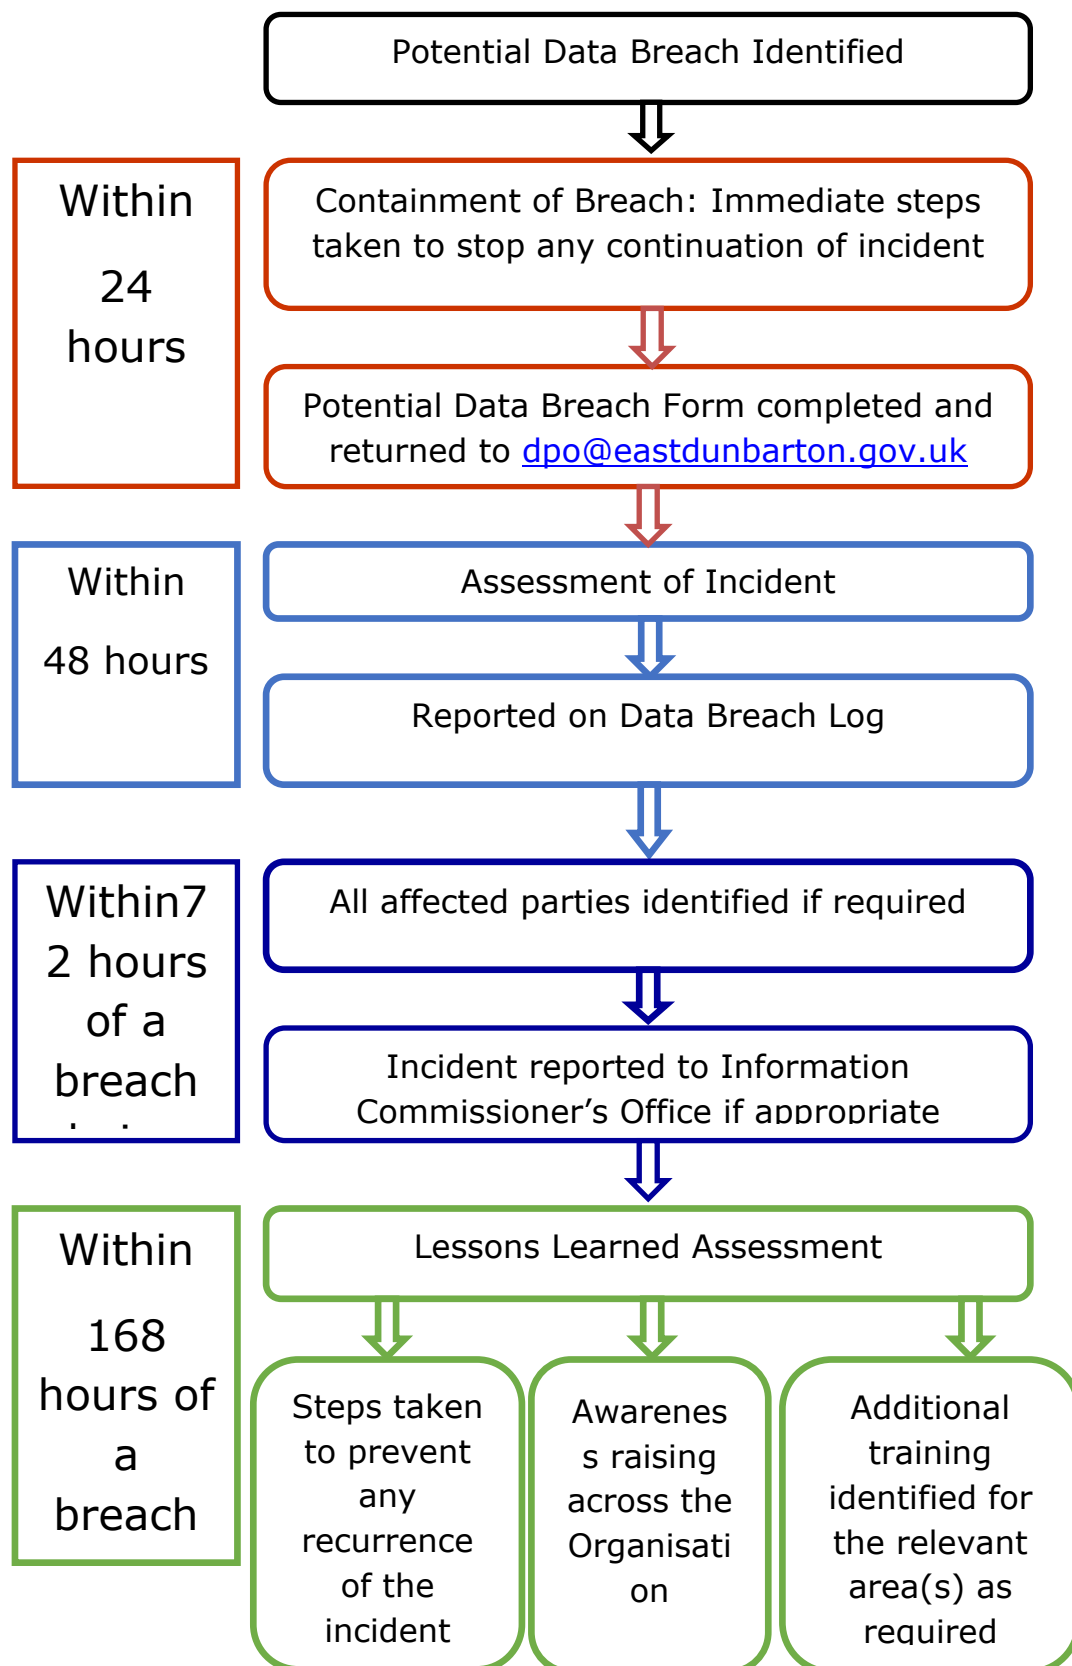 Potential Data Breach Identified
Within
24
hours
Containment of Breach: Immediate steps
taken to stop any continuation of incident
Potential Data Breach Form completed and
returned to dpo@eastdunbarton.gov.uk
Within
48 hours
Assessment of Incident
Reported on Data Breach Log
Within7
2 hours
of a
breach
All affected parties identified if required
Incident reported to Information
Commissioner’s Office if appropriate
Within
168
hours of
a
breach
Lessons Learned Assessment
Steps taken
to prevent
any
recurrence
of the
incident
Awarenes
s raising
across the
Organisati
on
Additional
training
identified for
the relevant
area(s) as
required